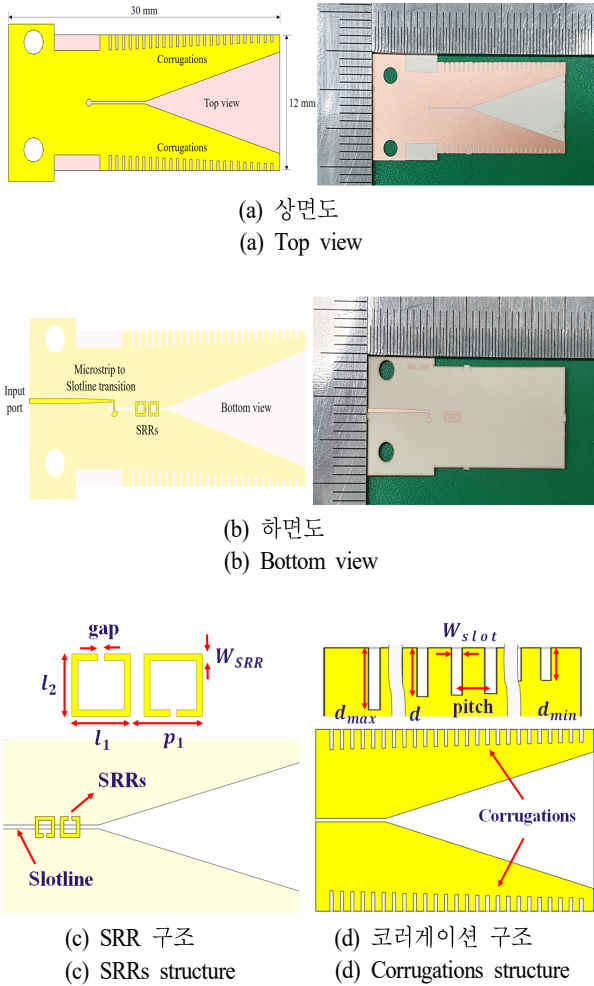 30 mm
Corrugations
Top view
12 mm
Corrugations
(a) 상면도
(a) Top view
Microstrip to
Slotline transition
Input
port
Bottom view
SRRs
(b) 하면도
(b) Bottom view
gap
W_SRR
l_2
l_1
p_1
SRRs
Slotline
W_slot
d_max
d
pitch
d_min
Corrugations
(c) SRR 구조
(c) SRRs structure
(d) 코러게이션 구조
(d) Corrugations structure